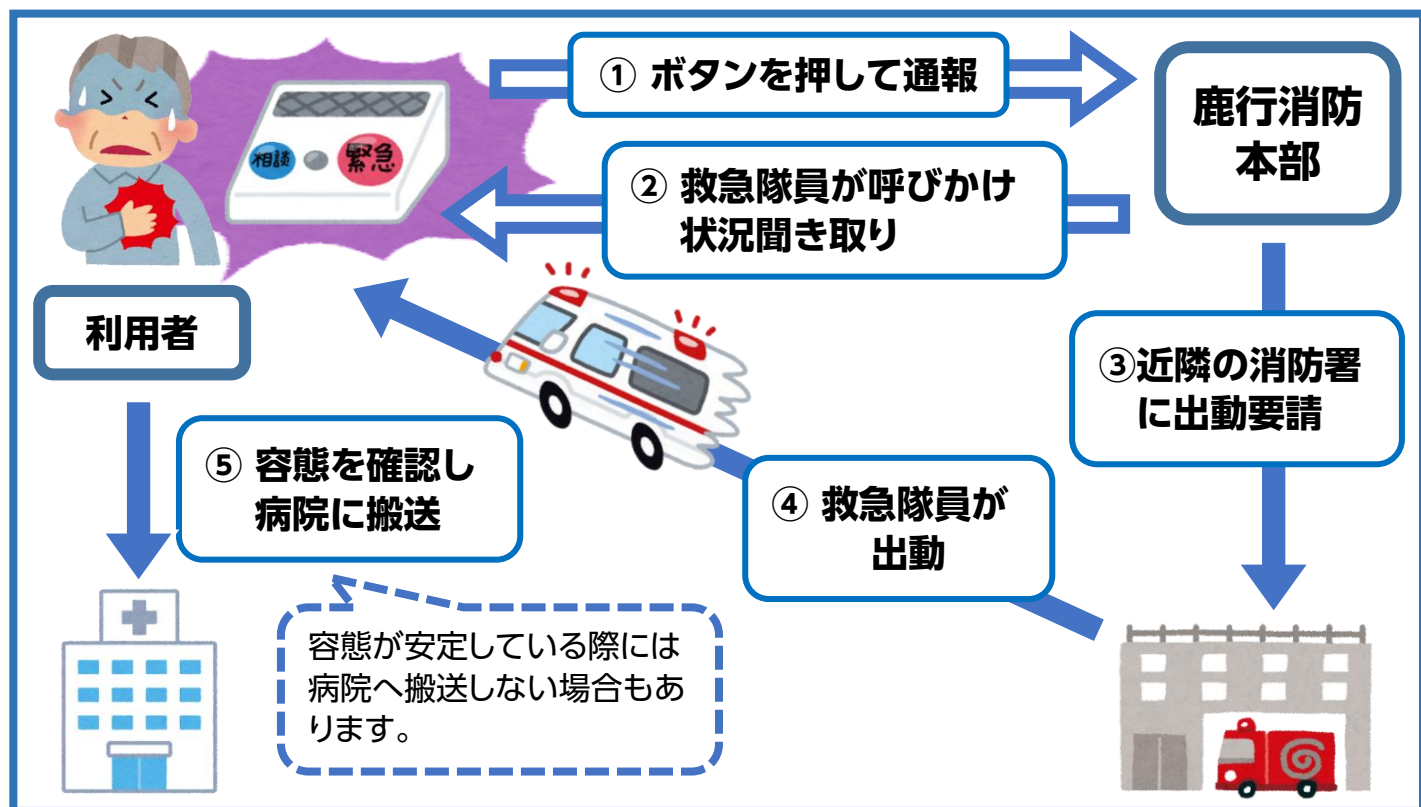 ① ボタンを押して通報
鹿行消防
本部
相談
緊急
② 救急隊員が呼びかけ
状況聞き取り
利用者
③近隣の消防署
に出動要請
④ 救急隊員が
出動
⑤ 容態を確認し
病院に搬送
容態が安定している際には
病院へ搬送しない場合もあ
ります。